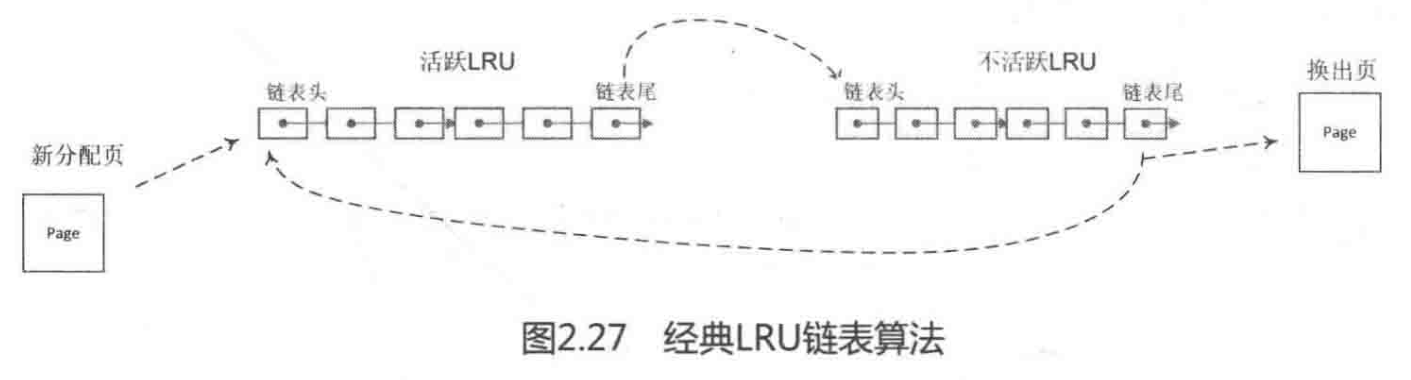 活跃LRU
不活跃LRU
换出页
链表头
链表尾
链表头
链表尾
Page
新分配页
Page
图2.27 经典LRU链表算法